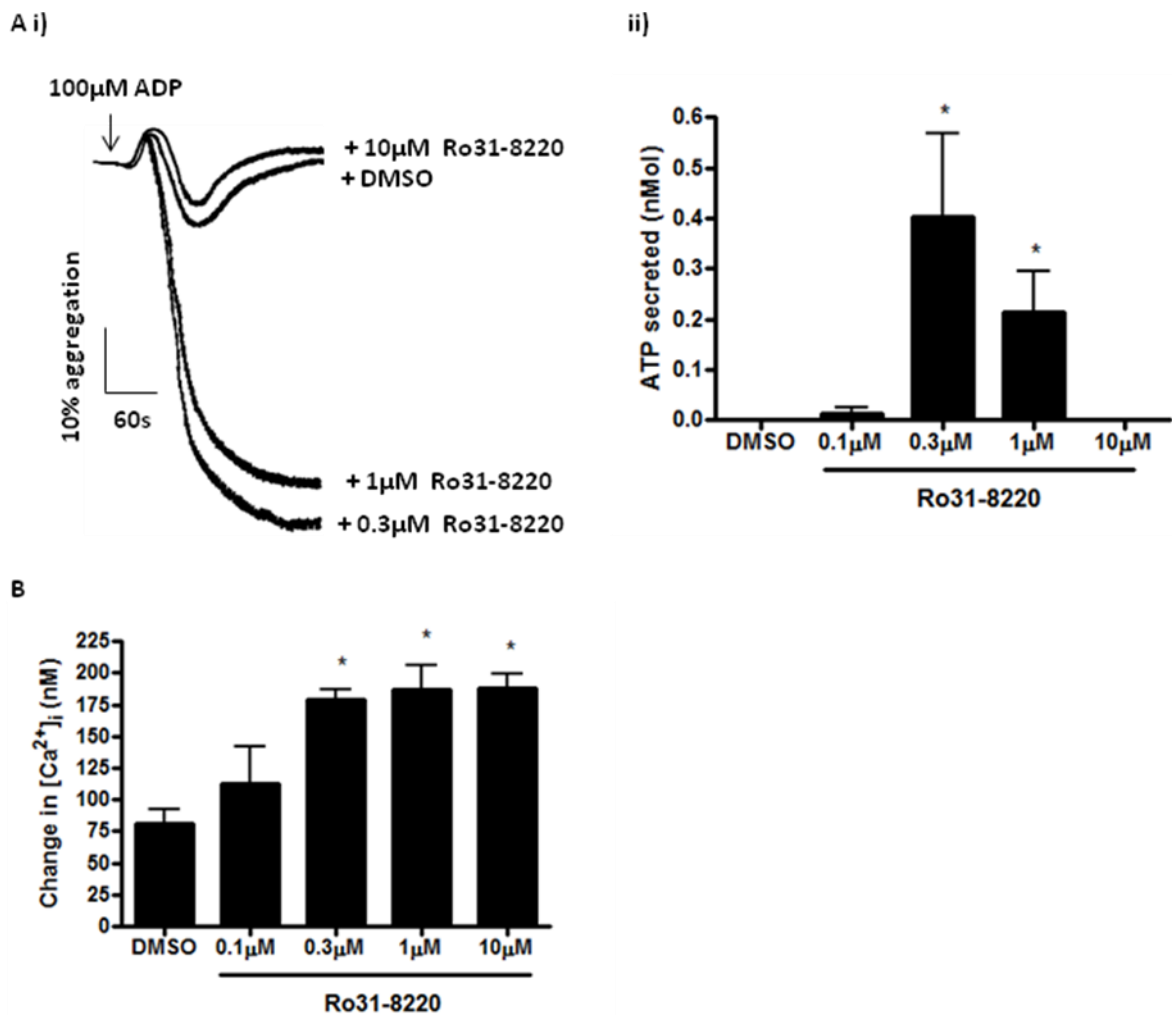 A i)
ii)
100μM ADP
+ 10μM Ro31-8220
+ DMSO
10% aggregation
60s
+ 1μM Ro31-8220
+ 0.3μM Ro31-8220
ATP secreted (nMol)
0.6
0.5
0.4
0.3
0.2
0.1
0.0
*
*
DMSO 0.1μM 0.3μM 1μM 10μM
Ro31-8220
B
Change in [Ca²⁺]ᵢ (nM)
225
200
175
150
125
100
75
50
25
0
* * *
DMSO 0.1μM 0.3μM 1μM 10μM
Ro31-8220